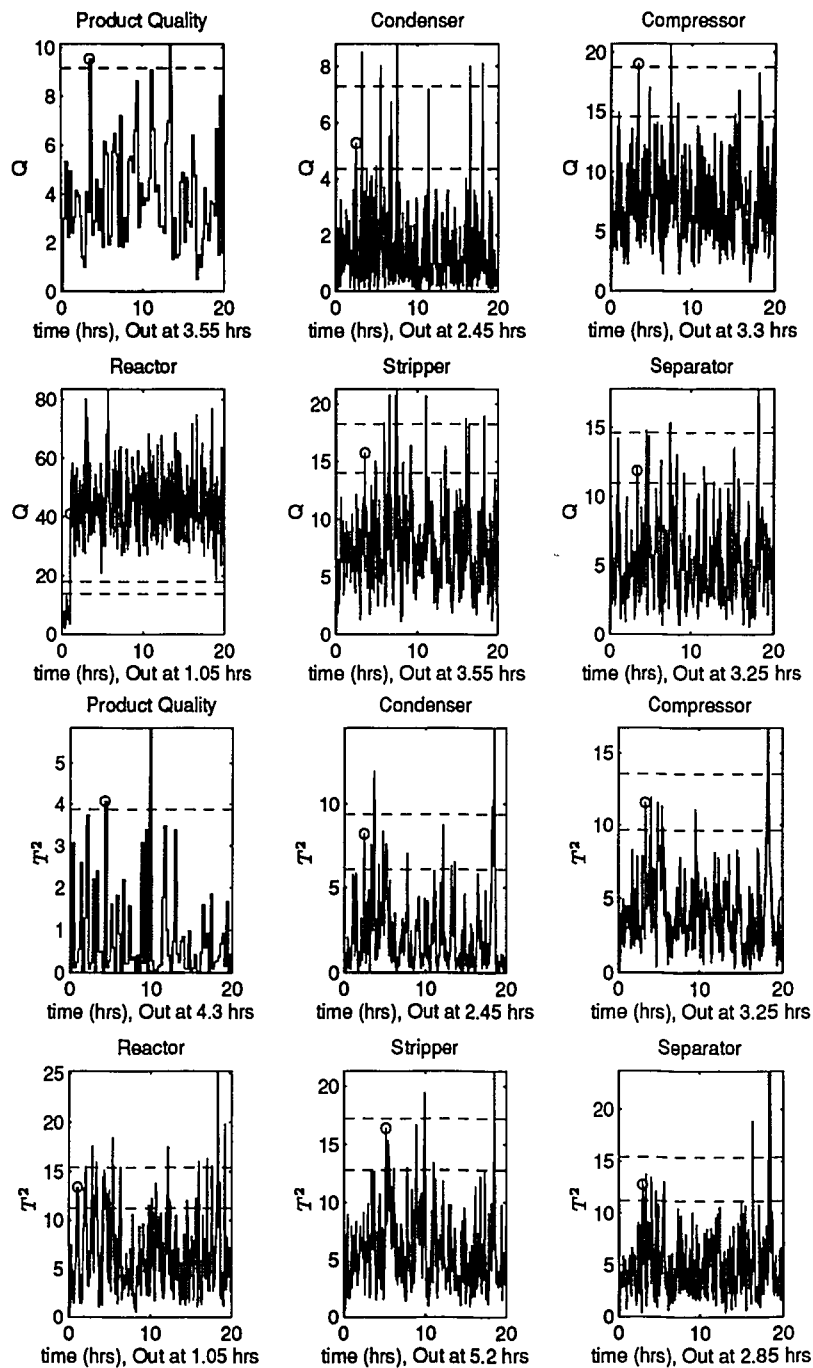 Product Quality
Condenser
Compressor
10
8
6
4
2
0
Q
0
10
20
time (hrs), Out at 3.55 hrs
8
6
4
2
0
Q
0
10
20
time (hrs), Out at 2.45 hrs
20
15
10
5
0
Q
0
10
20
time (hrs), Out at 3.3 hrs
Reactor
Stripper
Separator
80
60
40
20
0
Q
0
10
20
time (hrs), Out at 1.05 hrs
20
15
10
5
0
Q
0
10
20
time (hrs), Out at 3.55 hrs
15
10
5
0
Q
0
10
20
time (hrs), Out at 3.25 hrs
Product Quality
Condenser
Compressor
5
4
3
2
1
0
T²
0
10
20
time (hrs), Out at 4.3 hrs
10
5
0
T²
0
10
20
time (hrs), Out at 2.45 hrs
15
10
5
0
T²
0
10
20
time (hrs), Out at 3.25 hrs
Reactor
Stripper
Separator
25
20
15
10
5
0
T²
0
10
20
time (hrs), Out at 1.05 hrs
20
15
10
5
0
T²
0
10
20
time (hrs), Out at 5.2 hrs
20
15
10
5
0
T²
0
10
20
time (hrs), Out at 2.85 hrs